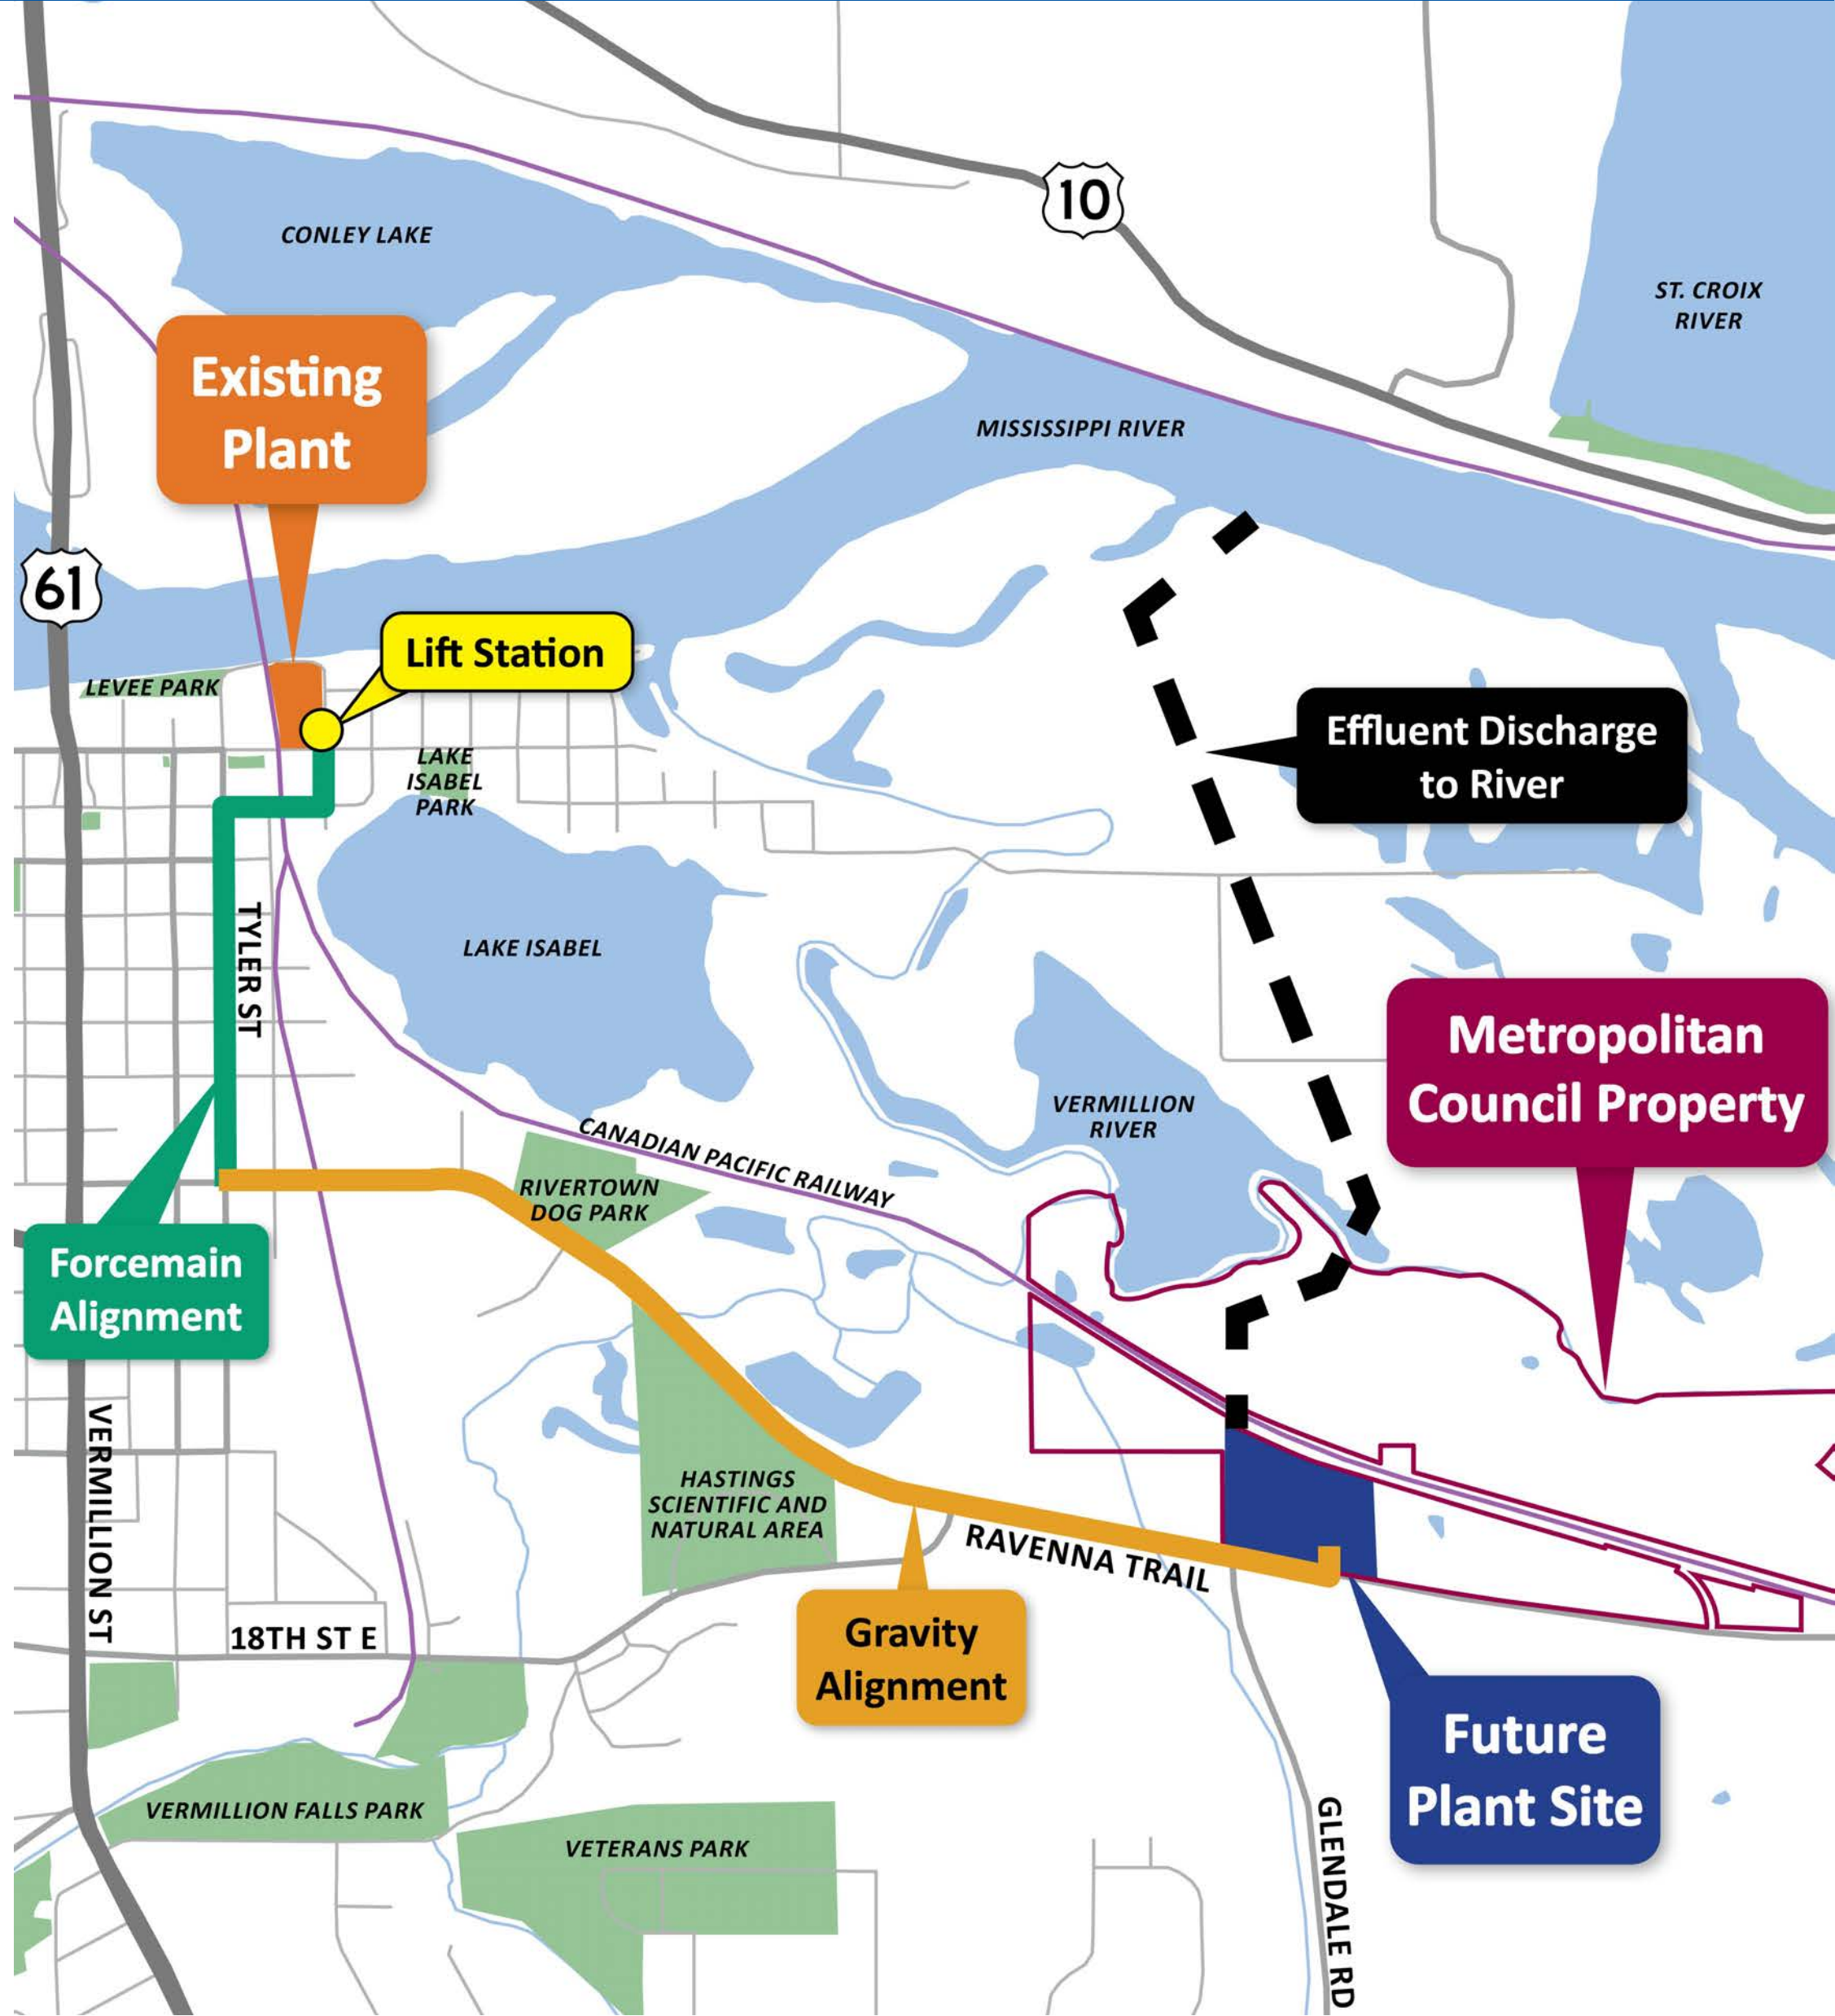 10
CONLEY LAKE
ST. CROIX
RIVER
Existing
Plant
MISSISSIPPI RIVER
61
Lift Station
LEVEE PARK
Effluent Discharge
to River
LAKE
ISABEL
PARK
TYLER ST
LAKE ISABEL
Metropolitan
Council Property
VERMILLION
RIVER
CANADIAN PACIFIC RAILWAY
RIVERTOWN
DOG PARK
Forcemain
Alignment
VERMILLION ST
HASTINGS
SCIENTIFIC AND
NATURAL AREA
RAVENNA TRAIL
18TH ST E
Gravity
Alignment
Future
Plant Site
VERMILLION FALLS PARK
VETERANS PARK
GLENDALE RD